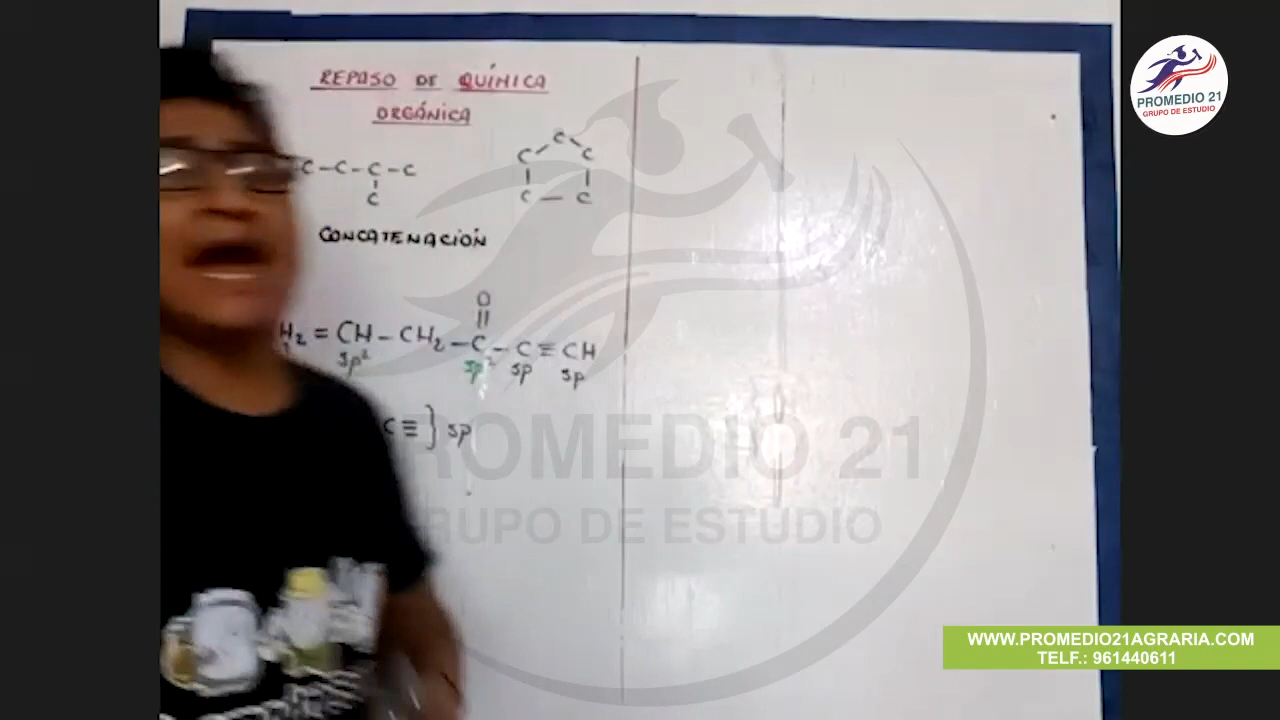 REPASO DE QUÍMICA
ORGÁNICA
C - C - C - C
C
C
C C
C - C
CONCATENACIÓN
O
H₂ = CH - CH₂ - C - C ≡ CH
sp² sp² sp sp
C ≡ } sp
PROMEDIO 21
GRUPO DE ESTUDIO
PROMEDIO 21
GRUPO DE ESTUDIO
WWW.PROMEDIO21AGRARIA.COM
TELF.: 961440611